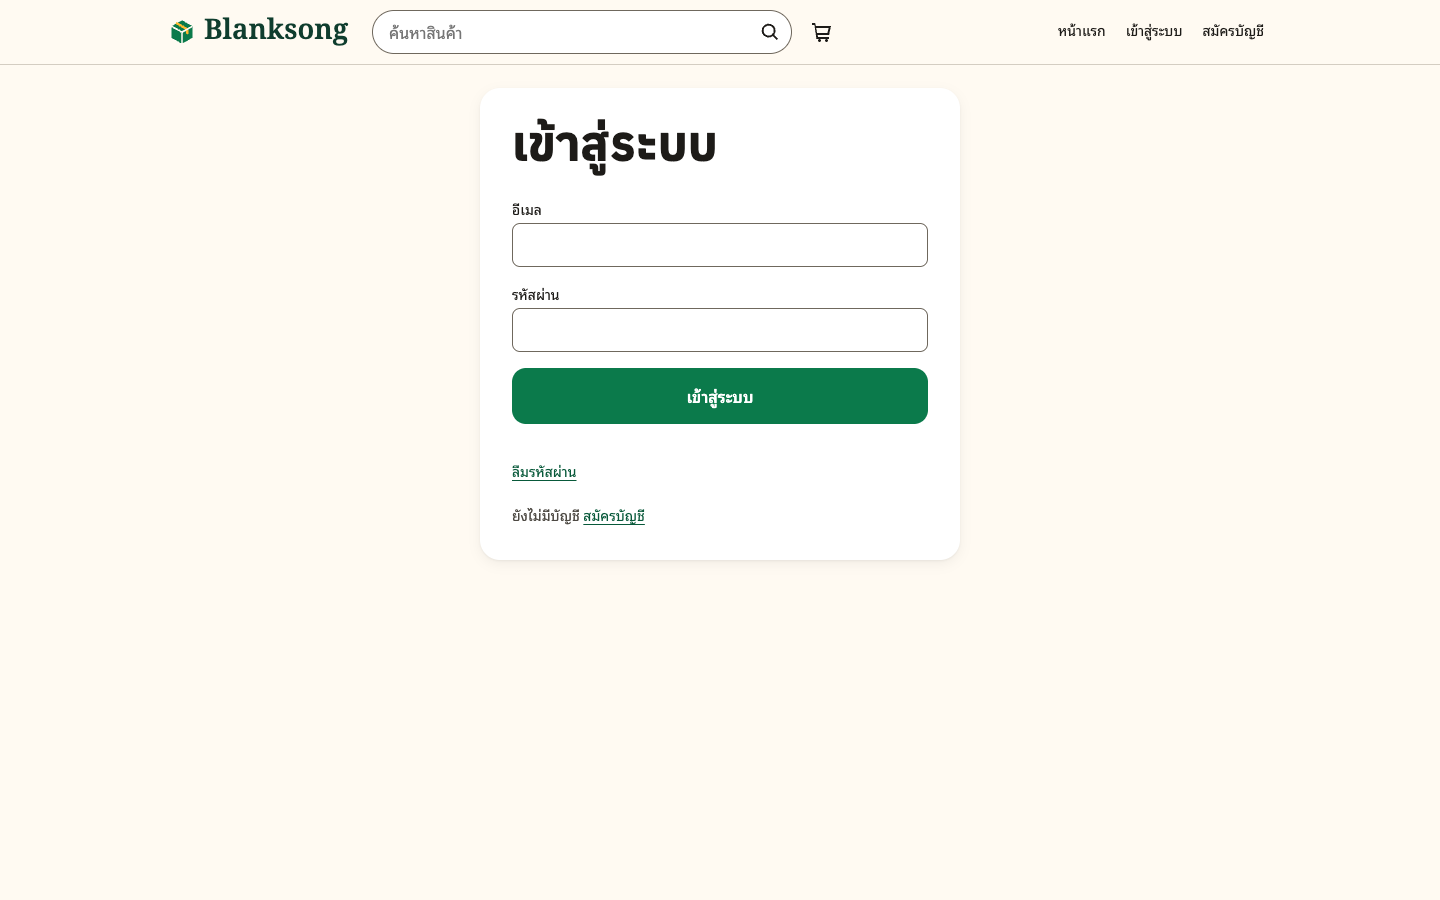 Blanksong
ค้นหาสินค้า
หน้าแรก
เข้าสู่ระบบ
สมัครบัญชี
เข้าสู่ระบบ
อีเมล
รหัสผ่าน
เข้าสู่ระบบ
ลืมรหัสผ่าน
ยังไม่มีบัญชี สมัครบัญชี